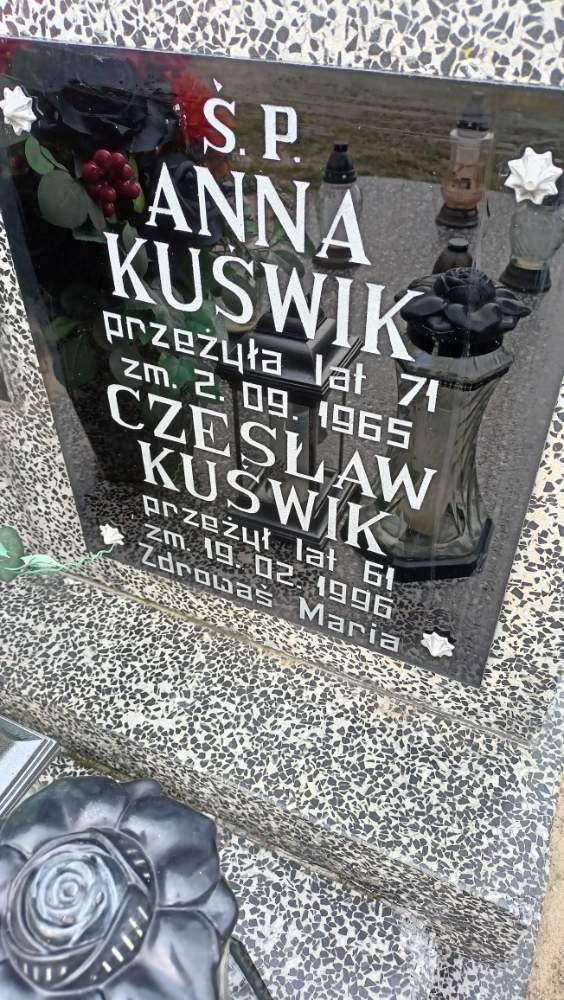 Ś.P.
ANNA
KUŚWIK
przeżyła lat 71
zm. 2. 09. 1965
CZESŁAW
KUŚWIK
przeżył lat 61
zm. 19. 02. 1996
Zdrowaś Maria